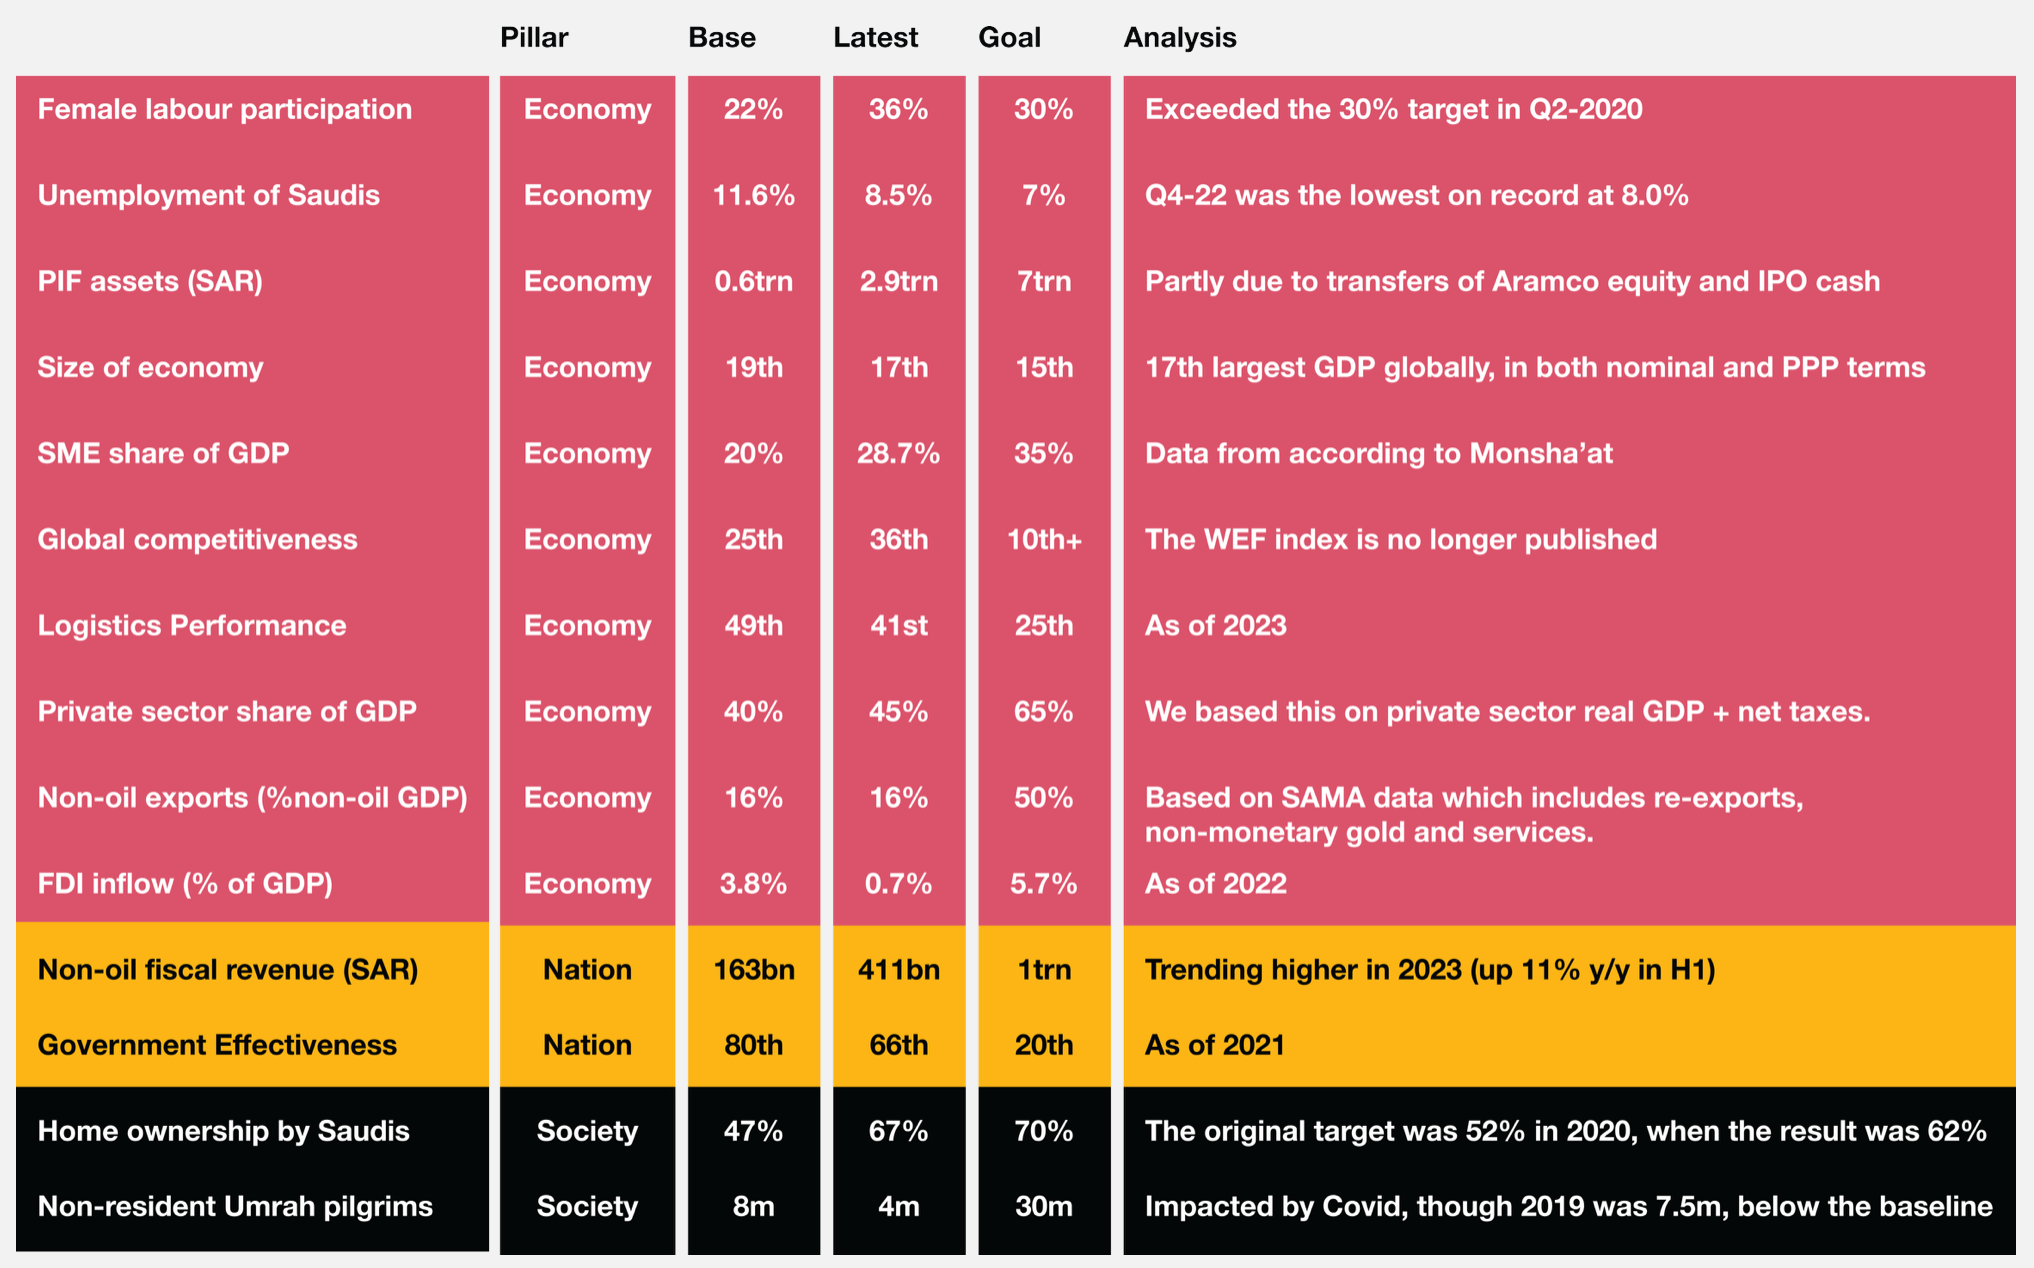 Pillar Base Latest Goal Analysis
Female labour participation Economy 22% 36% 30% Exceeded the 30% target in Q2-2020
Unemployment of Saudis Economy 11.6% 8.5% 7% Q4-22 was the lowest on record at 8.0%
PIF assets (SAR) Economy 0.6trn 2.9trn 7trn Partly due to transfers of Aramco equity and IPO cash
Size of economy Economy 19th 17th 15th 17th largest GDP globally, in both nominal and PPP terms
SME share of GDP Economy 20% 28.7% 35% Data from according to Monsha’at
Global competitiveness Economy 25th 36th 10th+ The WEF index is no longer published
Logistics Performance Economy 49th 41st 25th As of 2023
Private sector share of GDP Economy 40% 45% 65% We based this on private sector real GDP + net taxes.
Non-oil exports (%non-oil GDP) Economy 16% 16% 50% Based on SAMA data which includes re-exports,
non-monetary gold and services.
FDI inflow (% of GDP) Economy 3.8% 0.7% 5.7% As of 2022
Non-oil fiscal revenue (SAR) Nation 163bn 411bn 1trn Trending higher in 2023 (up 11% y/y in H1)
Government Effectiveness Nation 80th 66th 20th As of 2021
Home ownership by Saudis Society 47% 67% 70% The original target was 52% in 2020, when the result was 62%
Non-resident Umrah pilgrims Society 8m 4m 30m Impacted by Covid, though 2019 was 7.5m, below the baseline